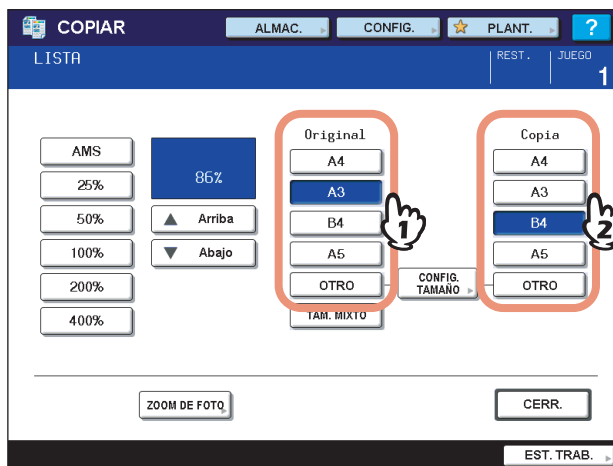 COPIAR
ALMAC.
CONFIG.
PLANT.
?
LISTA
REST.
JUEGO
1
AMS
25%
50%
100%
200%
400%
86%
Arriba
Abajo
Original
A4
A3
B4
A5
OTRO
TAM. MIXTO
1
CONFIG.
TAMAÑO
Copia
A4
A3
B4
A5
OTRO
2
ZOOM DE FOTO
CERR.
EST. TRAB.